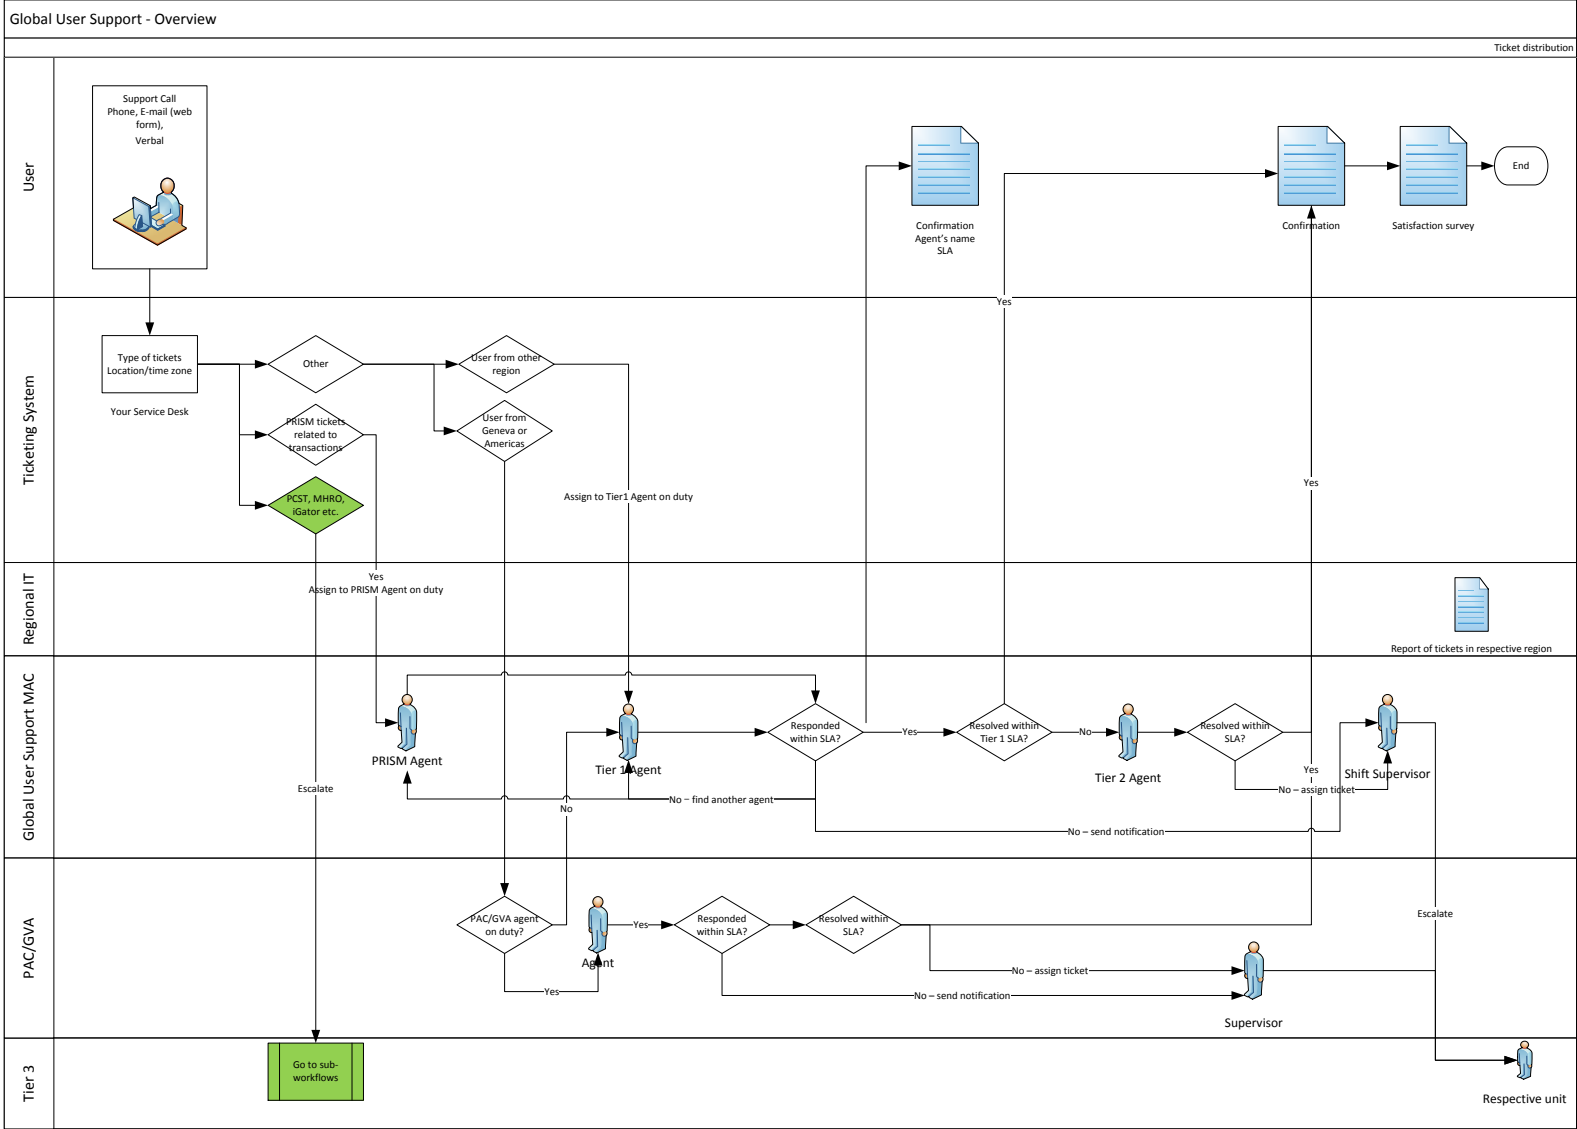 Global User Support - Overview
Ticket distribution
User
Support Call
Phone, E-mail (web
form),
Verbal
Confirmation
Agent's name
SLA
Confirmation
Satisfaction survey
End
Yes
Ticketing System
Type of tickets
Location/time zone
Your Service Desk
Other
User from other
region
PRISM tickets
related to
transactions
User from
Geneva or
Americas
PCST, MHRO,
iGator etc.
Assign to Tier1 Agent on duty
Yes
Regional IT
Yes
Assign to PRISM Agent on duty
Report of tickets in respective region
Global User Support MAC
PRISM Agent
Tier 1 Agent
Responded
within SLA?
Yes
Resolved within
Tier 1 SLA?
No
Tier 2 Agent
Resolved within
SLA?
Yes
Shift Supervisor
Escalate
No – find another agent
No
No – assign ticket
No – send notification
PAC/GVA
PAC/GVA agent
on duty?
Yes
Agent
Yes
Responded
within SLA?
Resolved within
SLA?
No – assign ticket
No – send notification
Supervisor
Escalate
Tier 3
Go to sub-
workflows
Respective unit